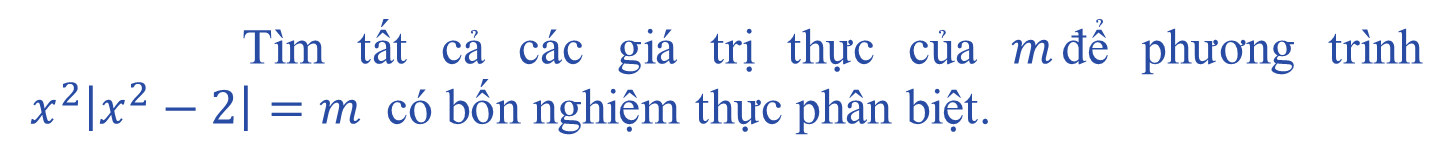 Tìm tất cả các giá trị thực của 𝑚 để phương trình
𝑥²|𝑥² − 2| = 𝑚 có bốn nghiệm thực phân biệt.